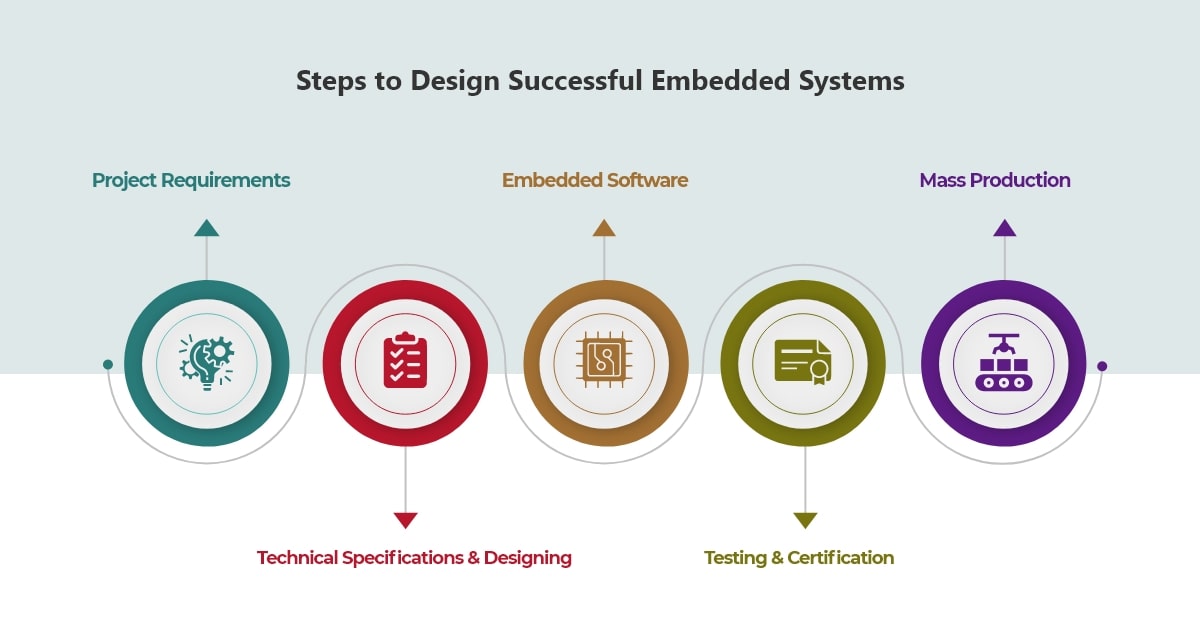 Steps to Design Successful Embedded Systems
Project Requirements
Embedded Software
Mass Production
Technical Specifications & Designing
Testing & Certification